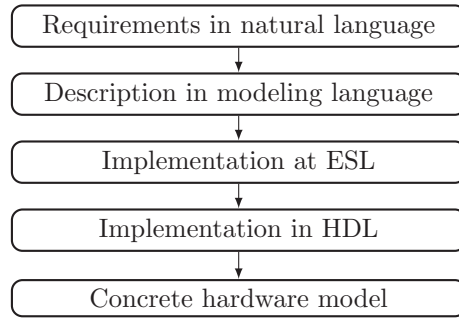 Requirements in natural language
Description in modeling language
Implementation at ESL
Implementation in HDL
Concrete hardware model